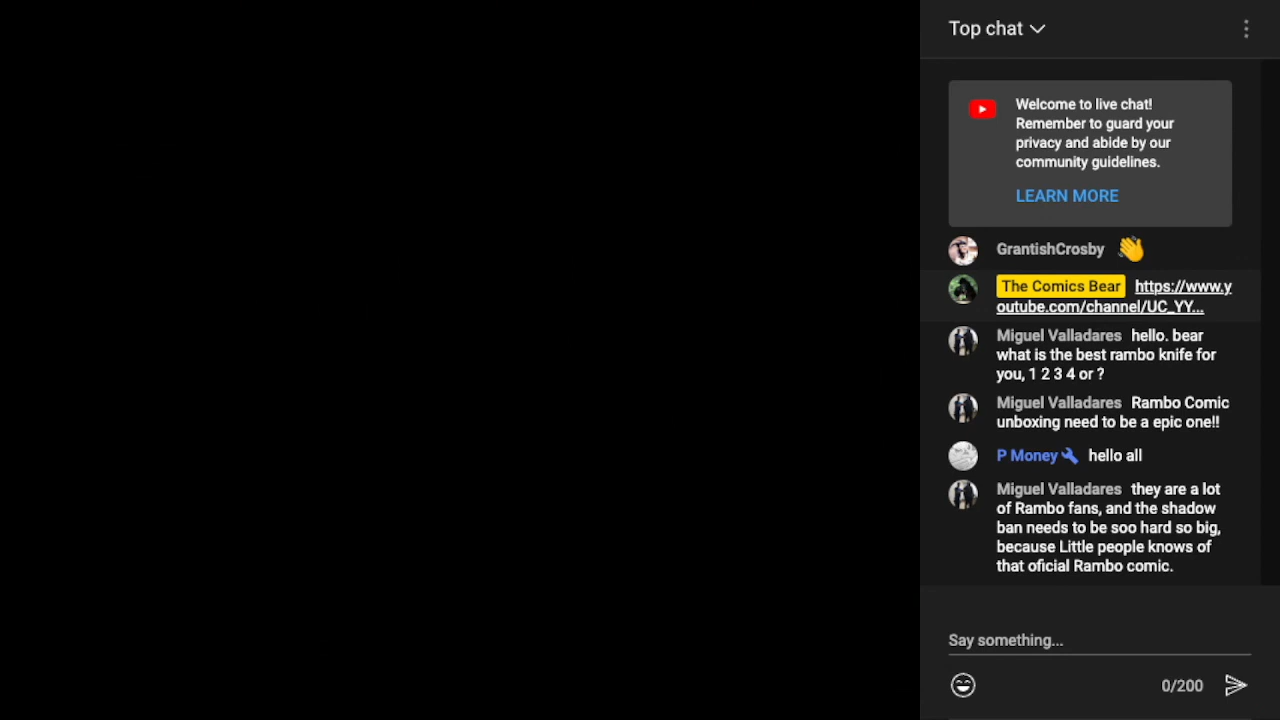 Top chat
Welcome to live chat!
Remember to guard your
privacy and abide by our
community guidelines.
LEARN MORE
GrantishCrosby
The Comics Bear https://www.y
outube.com/channel/UC_YY...
Miguel Valladares hello. bear
what is the best rambo knife for
you, 1 2 3 4 or ?
Miguel Valladares Rambo Comic
unboxing need to be a epic one!!
P Money hello all
Miguel Valladares they are a lot
of Rambo fans, and the shadow
ban needs to be soo hard so big,
because Little people knows of
that oficial Rambo comic.
Say something...
0/200